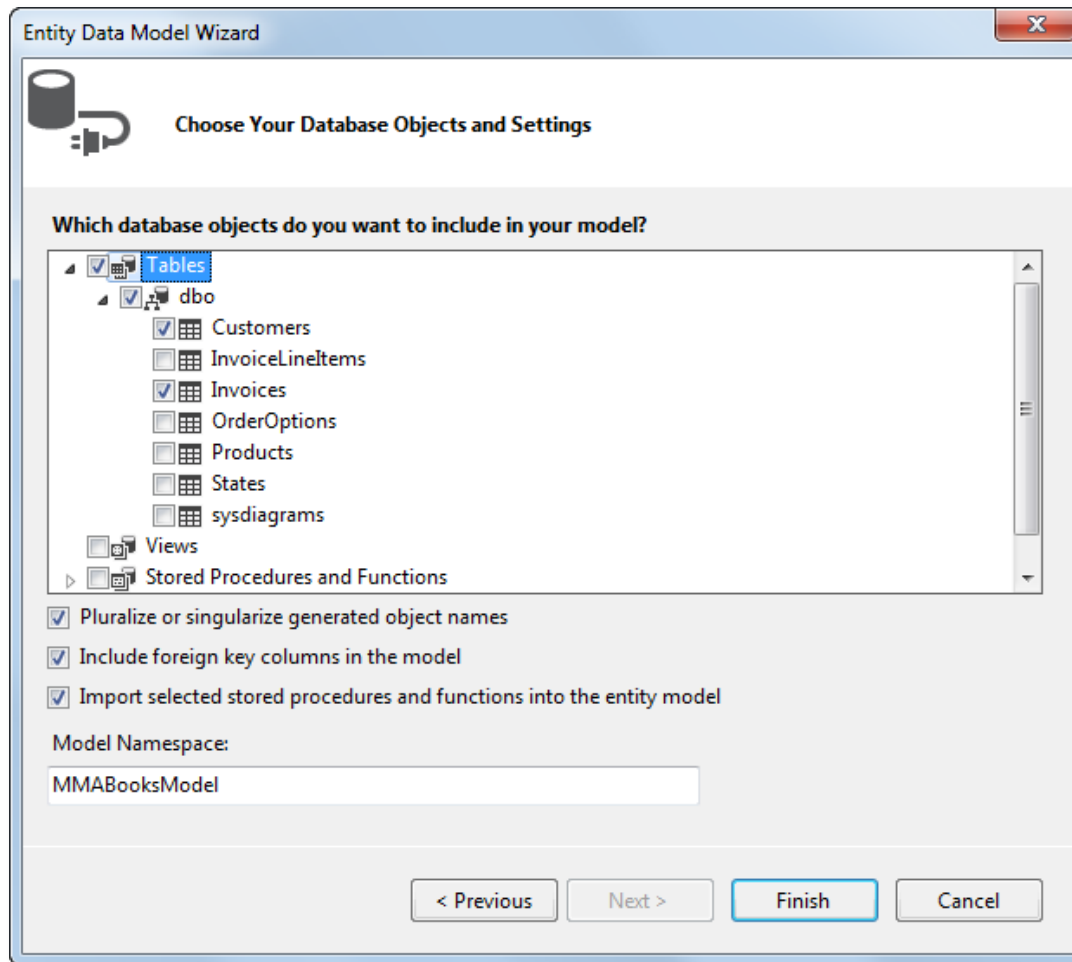 Entity Data Model Wizard
Choose Your Database Objects and Settings
Which database objects do you want to include in your model?
Tables
dbo
Customers
InvoiceLineItems
Invoices
OrderOptions
Products
States
sysdiagrams
Views
Stored Procedures and Functions
Pluralize or singularize generated object names
Include foreign key columns in the model
Import selected stored procedures and functions into the entity model
Model Namespace:
MMABooksModel
< Previous Next > Finish Cancel